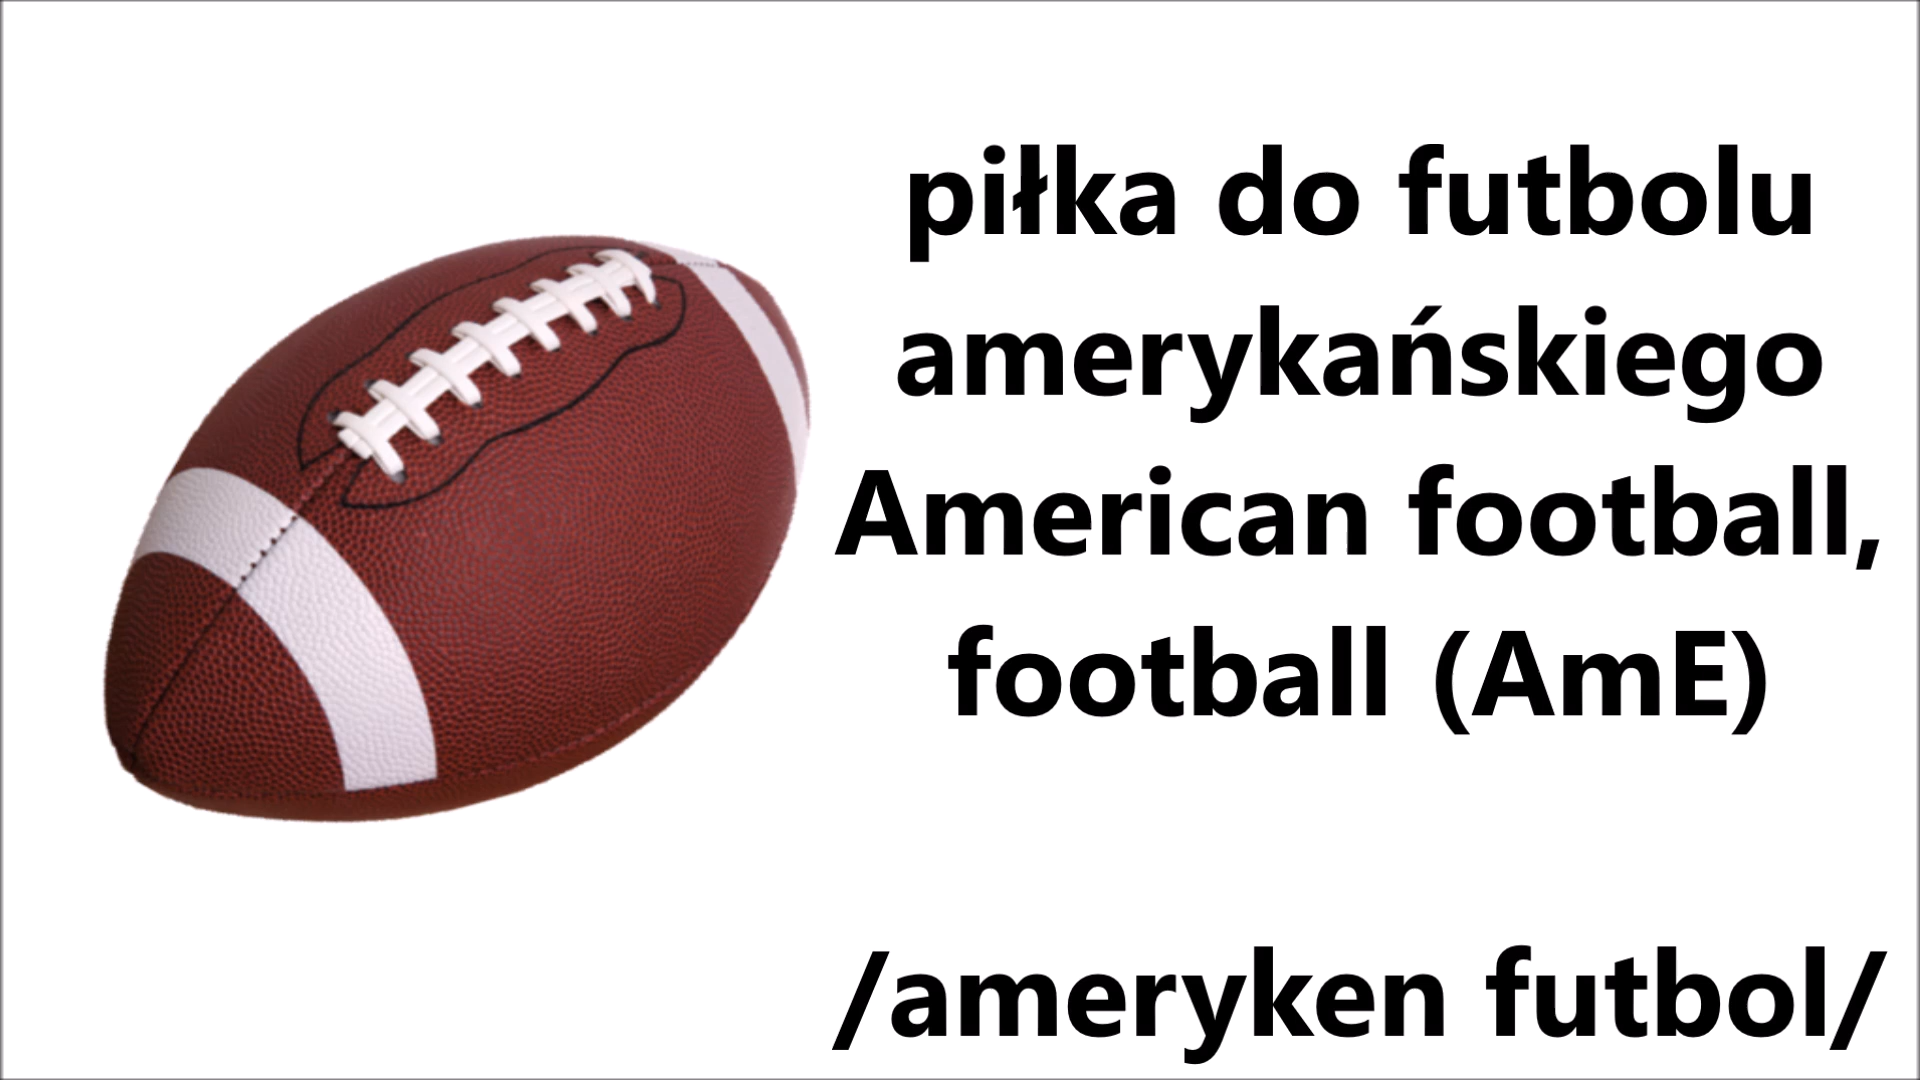 piłka do futbolu
amerykańskiego
American football,
football (AmE)
/ameryken futbol/